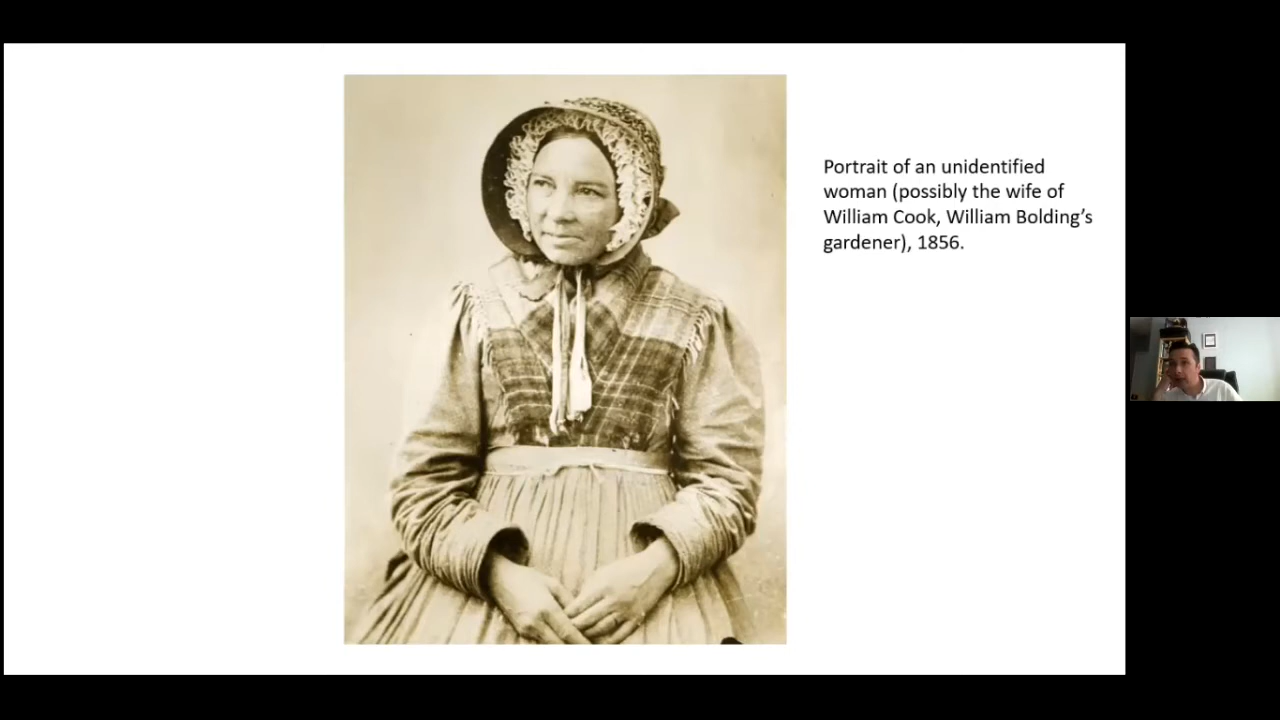 Portrait of an unidentified
woman (possibly the wife of
William Cook, William Bolding’s
gardener), 1856.